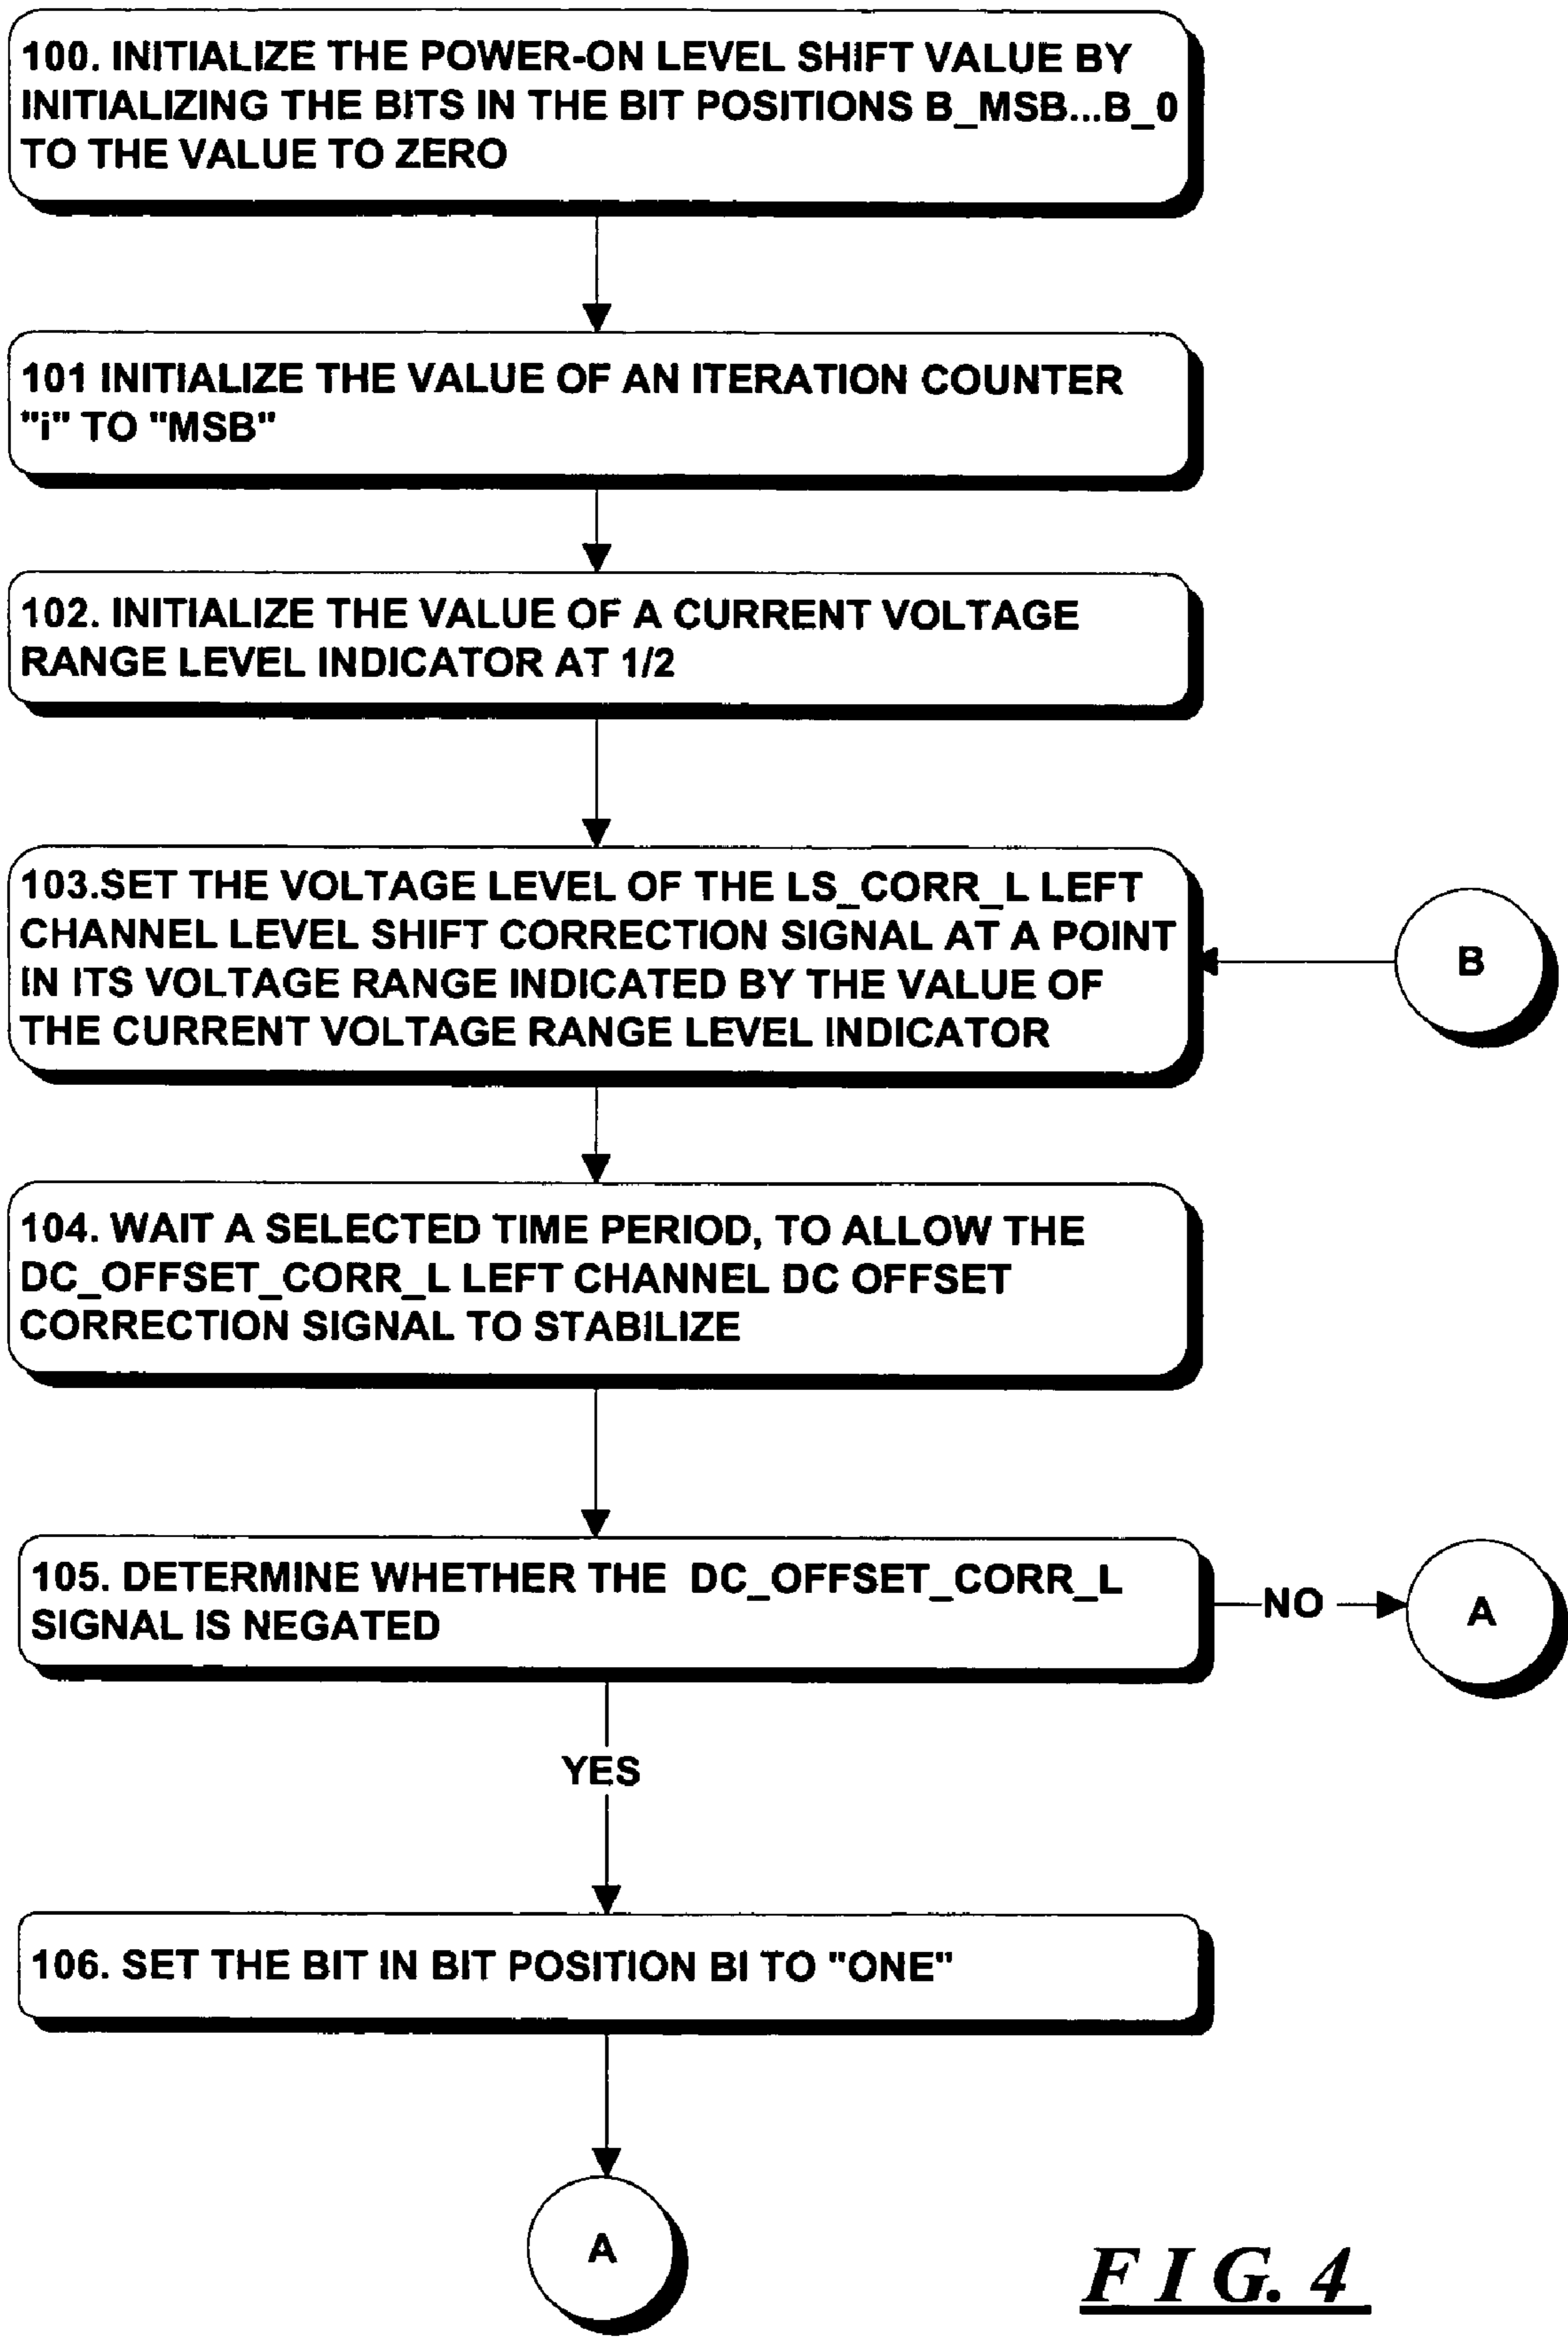 100. INITIALIZE THE POWER-ON LEVEL SHIFT VALUE BY
INITIALIZING THE BITS IN THE BIT POSITIONS B_MSB...B_0
TO THE VALUE TO ZERO
101 INITIALIZE THE VALUE OF AN ITERATION COUNTER
"i" TO "MSB"
102. INITIALIZE THE VALUE OF A CURRENT VOLTAGE
RANGE LEVEL INDICATOR AT 1/2
103.SET THE VOLTAGE LEVEL OF THE LS_CORR_L LEFT
CHANNEL LEVEL SHIFT CORRECTION SIGNAL AT A POINT
IN ITS VOLTAGE RANGE INDICATED BY THE VALUE OF
THE CURRENT VOLTAGE RANGE LEVEL INDICATOR
B
104. WAIT A SELECTED TIME PERIOD, TO ALLOW THE
DC_OFFSET_CORR_L LEFT CHANNEL DC OFFSET
CORRECTION SIGNAL TO STABILIZE
105. DETERMINE WHETHER THE DC_OFFSET_CORR_L
SIGNAL IS NEGATED
NO
A
YES
106. SET THE BIT IN BIT POSITION BI TO "ONE"
A
FIG. 4